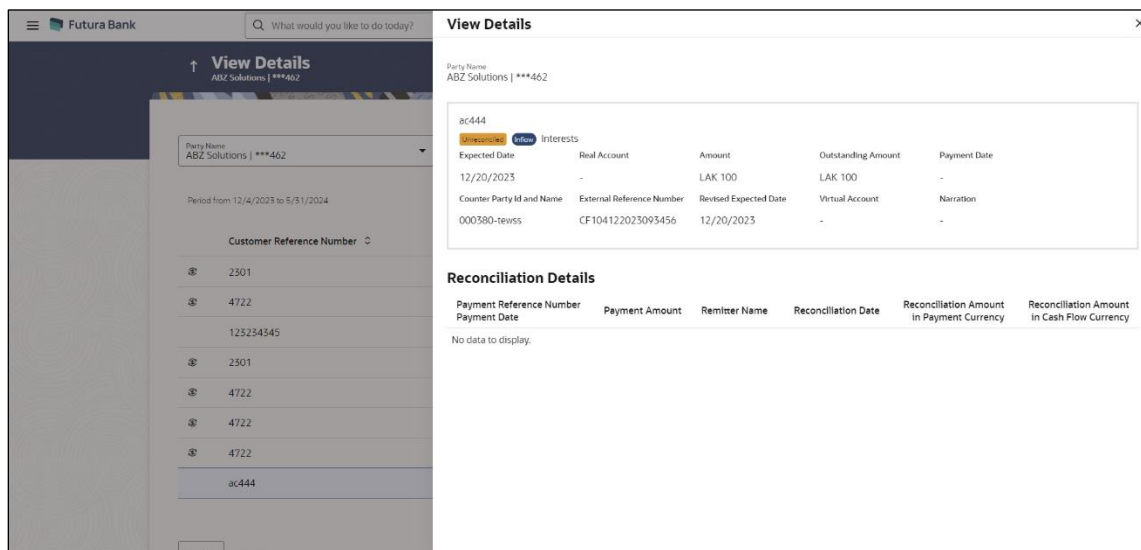 Futura Bank
What would you like to do today?
View Details
ABZ Solutions | ***462
Party Name
ABZ Solutions | ***462
Period from 12/4/2023 to 5/31/2024
Customer Reference Number
2301
4722
123234345
2301
4722
4722
4722
ac444
View Details
Party Name
ABZ Solutions | ***462
ac444
Unreconciled Inflow Interests
Expected Date Real Account Amount Outstanding Amount Payment Date
12/20/2023 - LAK 100 LAK 100 -
Counter Party Id and Name External Reference Number Revised Expected Date Virtual Account Narration
000380-tewss CF104122023093456 12/20/2023 - -
Reconciliation Details
Payment Reference Number Payment Amount Remitter Name Reconciliation Date Reconciliation Amount Reconciliation Amount
Payment Date in Payment Currency in Cash Flow Currency
No data to display.